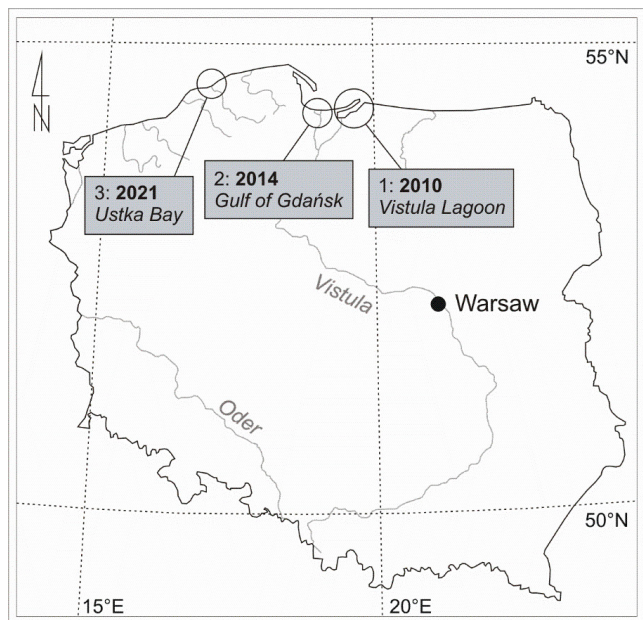 55°N
N
3: 2021
Ustka Bay
2: 2014
Gulf of Gdańsk
1: 2010
Vistula Lagoon
Vistula
Warsaw
Oder
50°N
15°E
20°E